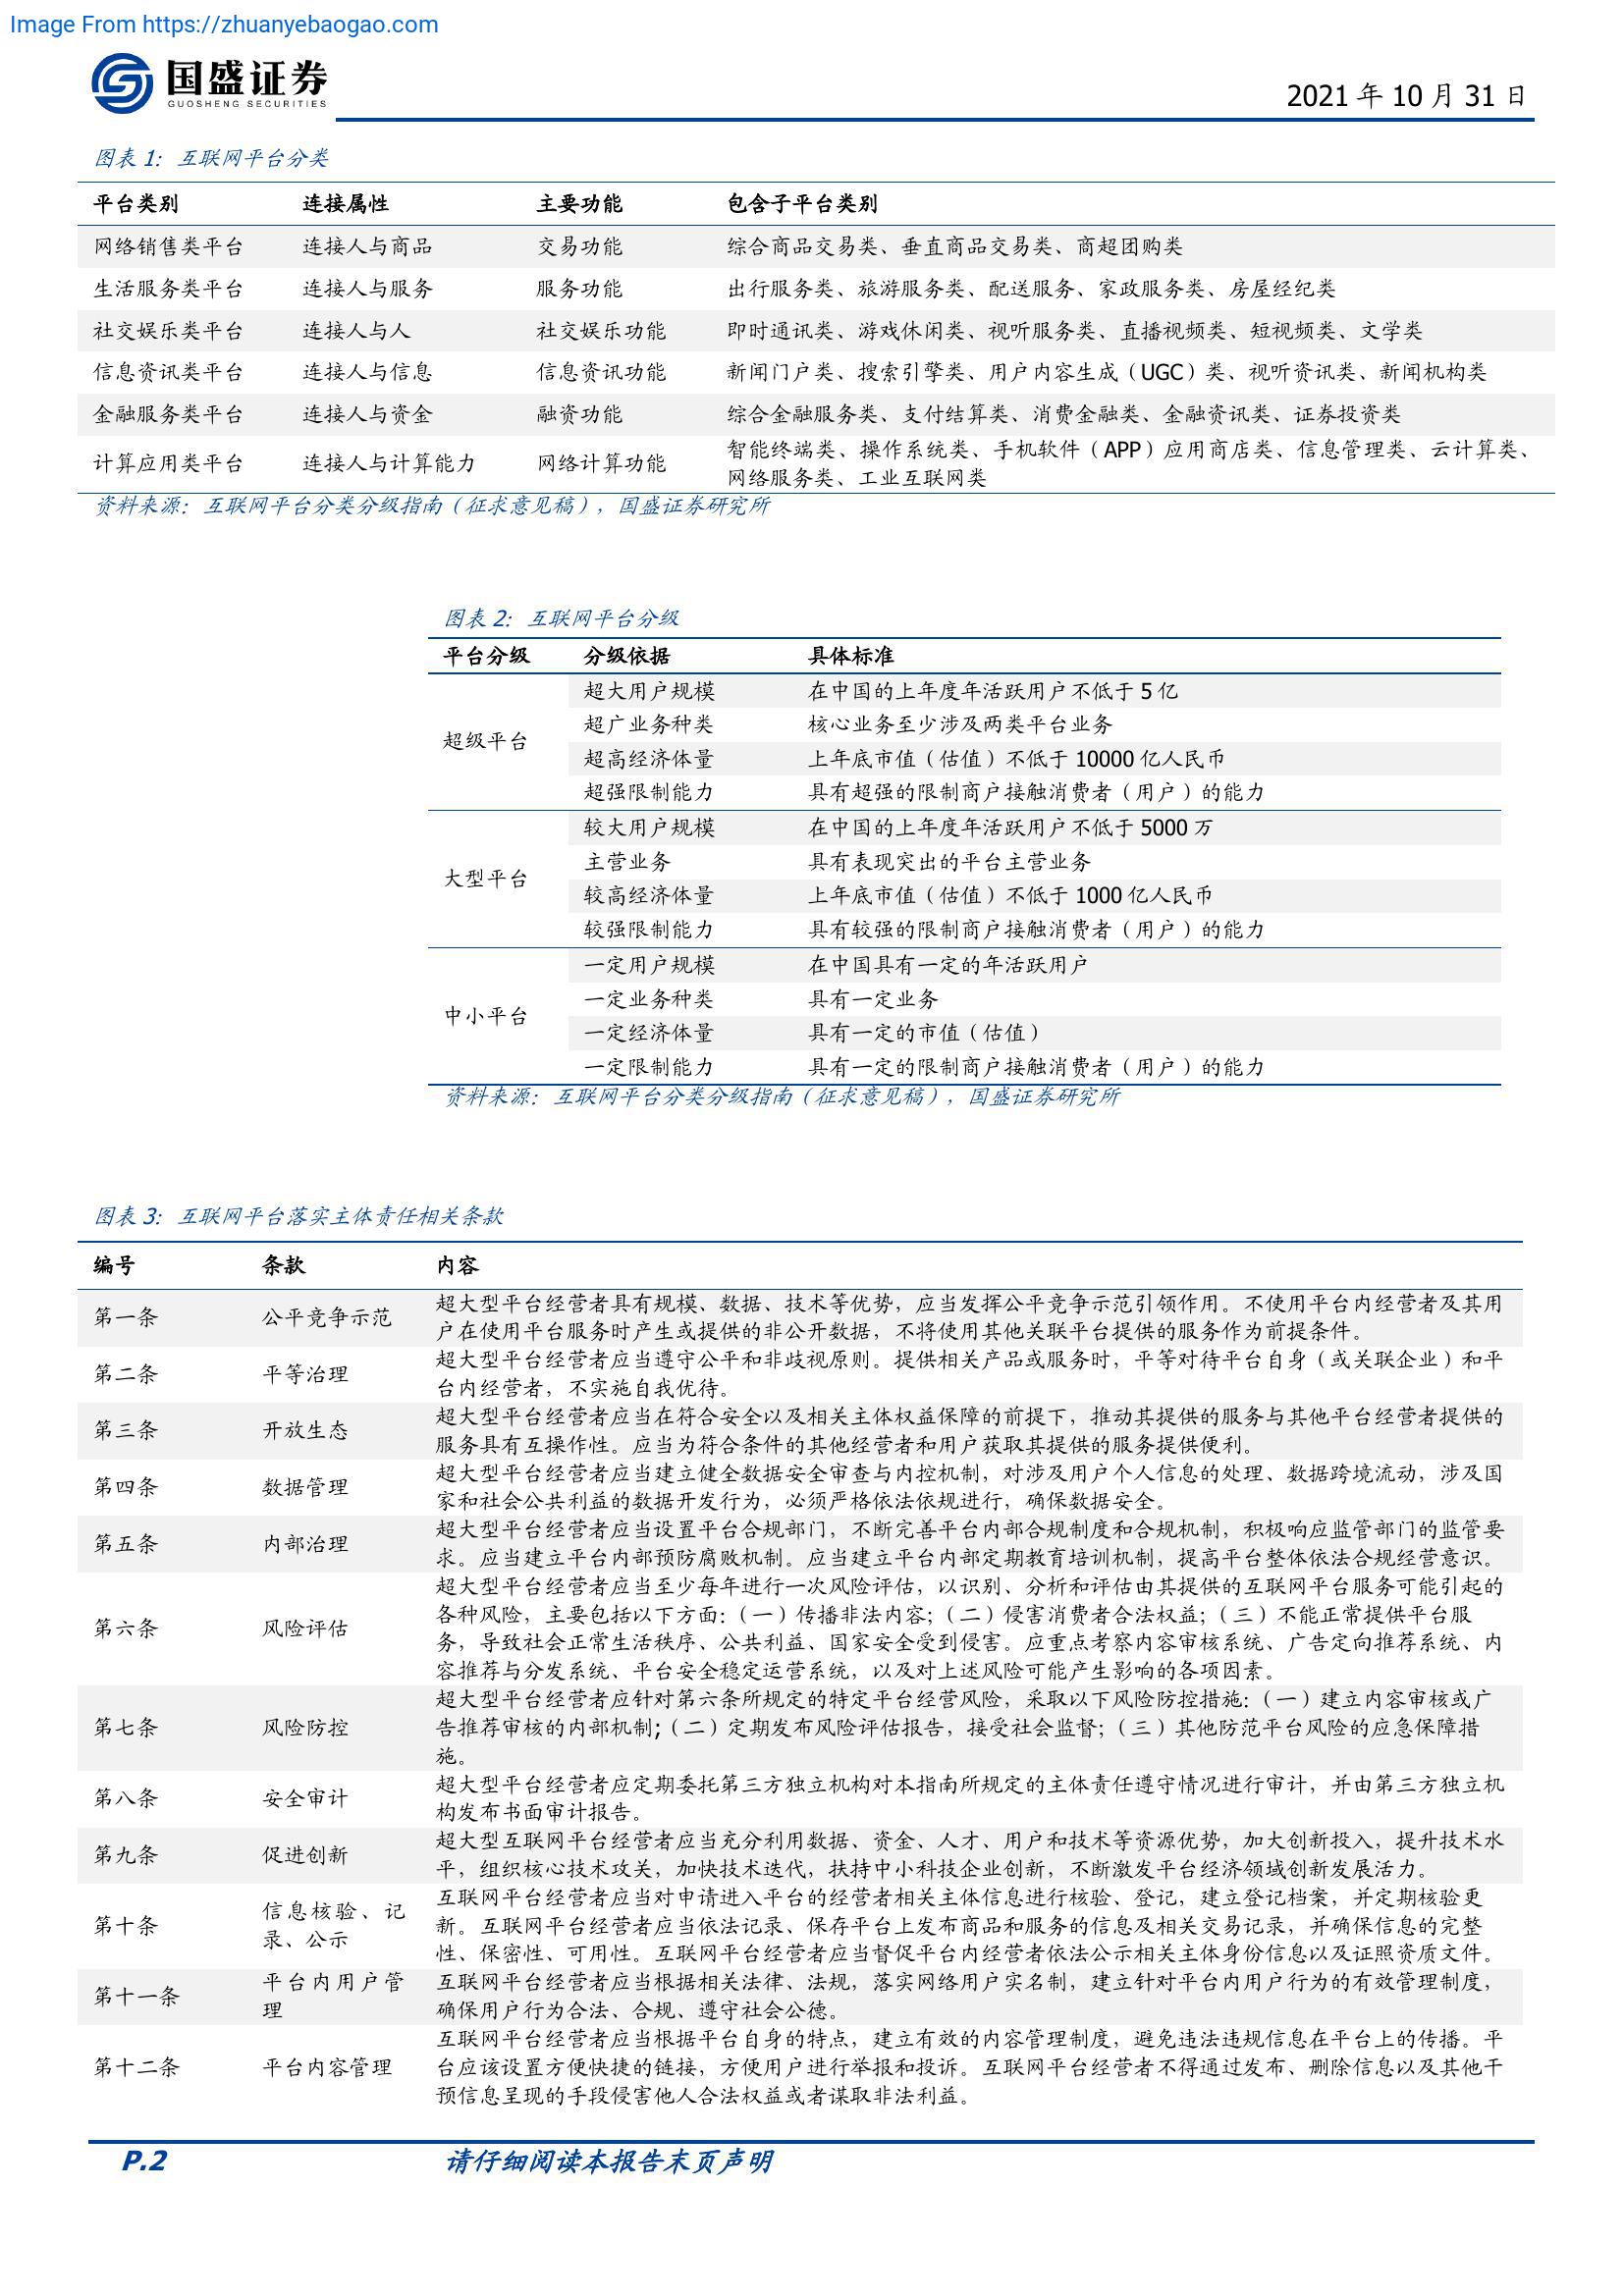 Image From https://zhuanyebaogao.com
国盛证券
GUOSHENG SECURITIES
2021 年 10 月 31 日
图表 1：互联网平台分类
平台类别 连接属性 主要功能 包含子平台类别
网络销售类平台 连接人与商品 交易功能 综合商品交易类、垂直商品交易类、商超团购类
生活服务类平台 连接人与服务 服务功能 出行服务类、旅游服务类、配送服务、家政服务类、房屋经纪类
社交娱乐类平台 连接人与人 社交娱乐功能 即时通讯类、游戏休闲类、视听服务类、直播视频类、短视频类、文学类
信息资讯类平台 连接人与信息 信息资讯功能 新闻门户类、搜索引擎类、用户内容生成（UGC）类、视听资讯类、新闻机构类
金融服务类平台 连接人与资金 融资功能 综合金融服务类、支付结算类、消费金融类、金融资讯类、证券投资类
计算应用类平台 连接人与计算能力 网络计算功能 智能终端类、操作系统类、手机软件（APP）应用商店类、信息管理类、云计算类、
网络服务类、工业互联网类
资料来源：互联网平台分类分级指南（征求意见稿），国盛证券研究所
图表 2：互联网平台分级
平台分级 分级依据 具体标准
超级平台
超大用户规模 在中国的上年度年活跃用户不低于 5 亿
超广业务种类 核心业务至少涉及两类平台业务
超高经济体量 上年底市值（估值）不低于 10000 亿人民币
超强限制能力 具有超强的限制商户接触消费者（用户）的能力
大型平台
较大用户规模 在中国的上年度年活跃用户不低于 5000 万
主营业务 具有表现突出的平台主营业务
较高经济体量 上年底市值（估值）不低于 1000 亿人民币
较强限制能力 具有较强的限制商户接触消费者（用户）的能力
中小平台
一定用户规模 在中国具有一定的年活跃用户
一定业务种类 具有一定业务
一定经济体量 具有一定的市值（估值）
一定限制能力 具有一定的限制商户接触消费者（用户）的能力
资料来源：互联网平台分类分级指南（征求意见稿），国盛证券研究所
图表 3：互联网平台落实主体责任相关条款
编号 条款 内容
第一条 公平竞争示范 超大型平台经营者具有规模、数据、技术等优势，应当发挥公平竞争示范引领作用。不使用平台内经营者及其用
户在使用平台服务时产生或提供的非公开数据，不将使用其他关联平台提供的服务作为前提条件。
第二条 平等治理 超大型平台经营者应当遵守公平和非歧视原则。提供相关产品或服务时，平等对待平台自身（或关联企业）和平
台内经营者，不实施自我优待。
第三条 开放生态 超大型平台经营者应当在符合安全以及相关主体权益保障的前提下，推动其提供的服务与其他平台经营者提供的
服务具有互操作性。应当为符合条件的其他经营者和用户获取其提供的服务提供便利。
第四条 数据管理 超大型平台经营者应当建立健全数据安全审查与内控机制，对涉及用户个人信息的处理、数据跨境流动，涉及国
家和社会公共利益的数据开发行为，必须严格依法依规进行，确保数据安全。
第五条 内部治理 超大型平台经营者应当设置平台合规部门，不断完善平台内部合规制度和合规机制，积极响应监管部门的监管要
求。应当建立平台内部预防腐败机制。应当建立平台内部定期教育培训机制，提高平台整体依法合规经营意识。
第六条 风险评估 超大型平台经营者应当至少每年进行一次风险评估，以识别、分析和评估由其提供的互联网平台服务可能引起的
各种风险，主要包括以下方面：（一）传播非法内容；（二）侵害消费者合法权益；（三）不能正常提供平台服
务，导致社会正常生活秩序、公共利益、国家安全受到侵害。应重点考察内容审核系统、广告定向推荐系统、内
容推荐与分发系统、平台安全稳定运营系统，以及对上述风险可能产生影响的各项因素。
第七条 风险防控 超大型平台经营者应针对第六条所规定的特定平台经营风险，采取以下风险防控措施：（一）建立内容审核或广
告推荐审核的内部机制;（二）定期发布风险评估报告，接受社会监督；（三）其他防范平台风险的应急保障措
施。
第八条 安全审计 超大型平台经营者应定期委托第三方独立机构对本指南所规定的主体责任遵守情况进行审计，并由第三方独立机
构发布书面审计报告。
第九条 促进创新 超大型互联网平台经营者应当充分利用数据、资金、人才、用户和技术等资源优势，加大创新投入，提升技术水
平，组织核心技术攻关，加快技术迭代，扶持中小科技企业创新，不断激发平台经济领域创新发展活力。
第十条 信息核验、记录、公示 互联网平台经营者应当对申请进入平台的经营者相关主体信息进行核验、登记，建立登记档案，并定期核验更
新。互联网平台经营者应当依法记录、保存平台上发布商品和服务的信息及相关交易记录，并确保信息的完整
性、保密性、可用性。互联网平台经营者应当督促平台内经营者依法公示相关主体身份信息以及证照资质文件。
第十一条 平台内用户管理 互联网平台经营者应当根据相关法律、法规，落实网络用户实名制，建立针对平台内用户行为的有效管理制度，
确保用户行为合法、合规、遵守社会公德。
第十二条 平台内容管理 互联网平台经营者应当根据平台自身的特点，建立有效的内容管理制度，避免违法违规信息在平台上的传播。平
台应该设置方便快捷的链接，方便用户进行举报和投诉。互联网平台经营者不得通过发布、删除信息以及其他干
预信息呈现的手段侵害他人合法权益或者谋取非法利益。
P.2 请仔细阅读本报告末页声明